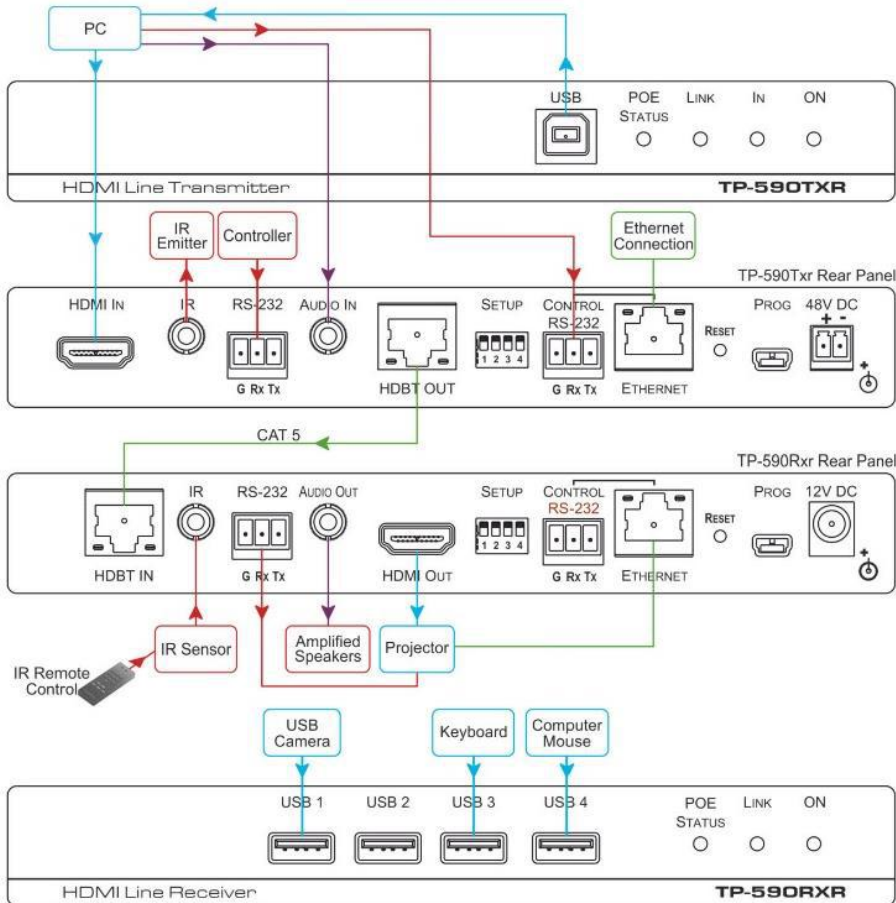 PC
USB
POE
STATUS
LINK
IN
ON
HDMI Line Transmitter
TP-590TXR
IR
Emitter
Controller
Ethernet
Connection
TP-590Txr Rear Panel
HDMI IN
IR
RS-232
AUDIO IN
SETUP
CONTROL
RS-232
PROG
48V DC
+ -
RESET
1 2 3 4
G Rx Tx
HDBT OUT
G Rx Tx
ETHERNET
+
CAT 5
TP-590Rxr Rear Panel
IR
RS-232
AUDIO OUT
SETUP
CONTROL
RS-232
PROG
12V DC
RESET
1 2 3 4
HDBT IN
G Rx Tx
HDMI OUT
G Rx Tx
ETHERNET
+
IR Sensor
Amplified
Speakers
Projector
IR Remote
Control
USB
Camera
Keyboard
Computer
Mouse
USB 1
USB 2
USB 3
USB 4
POE
STATUS
LINK
ON
HDMI Line Receiver
TP-590RXR